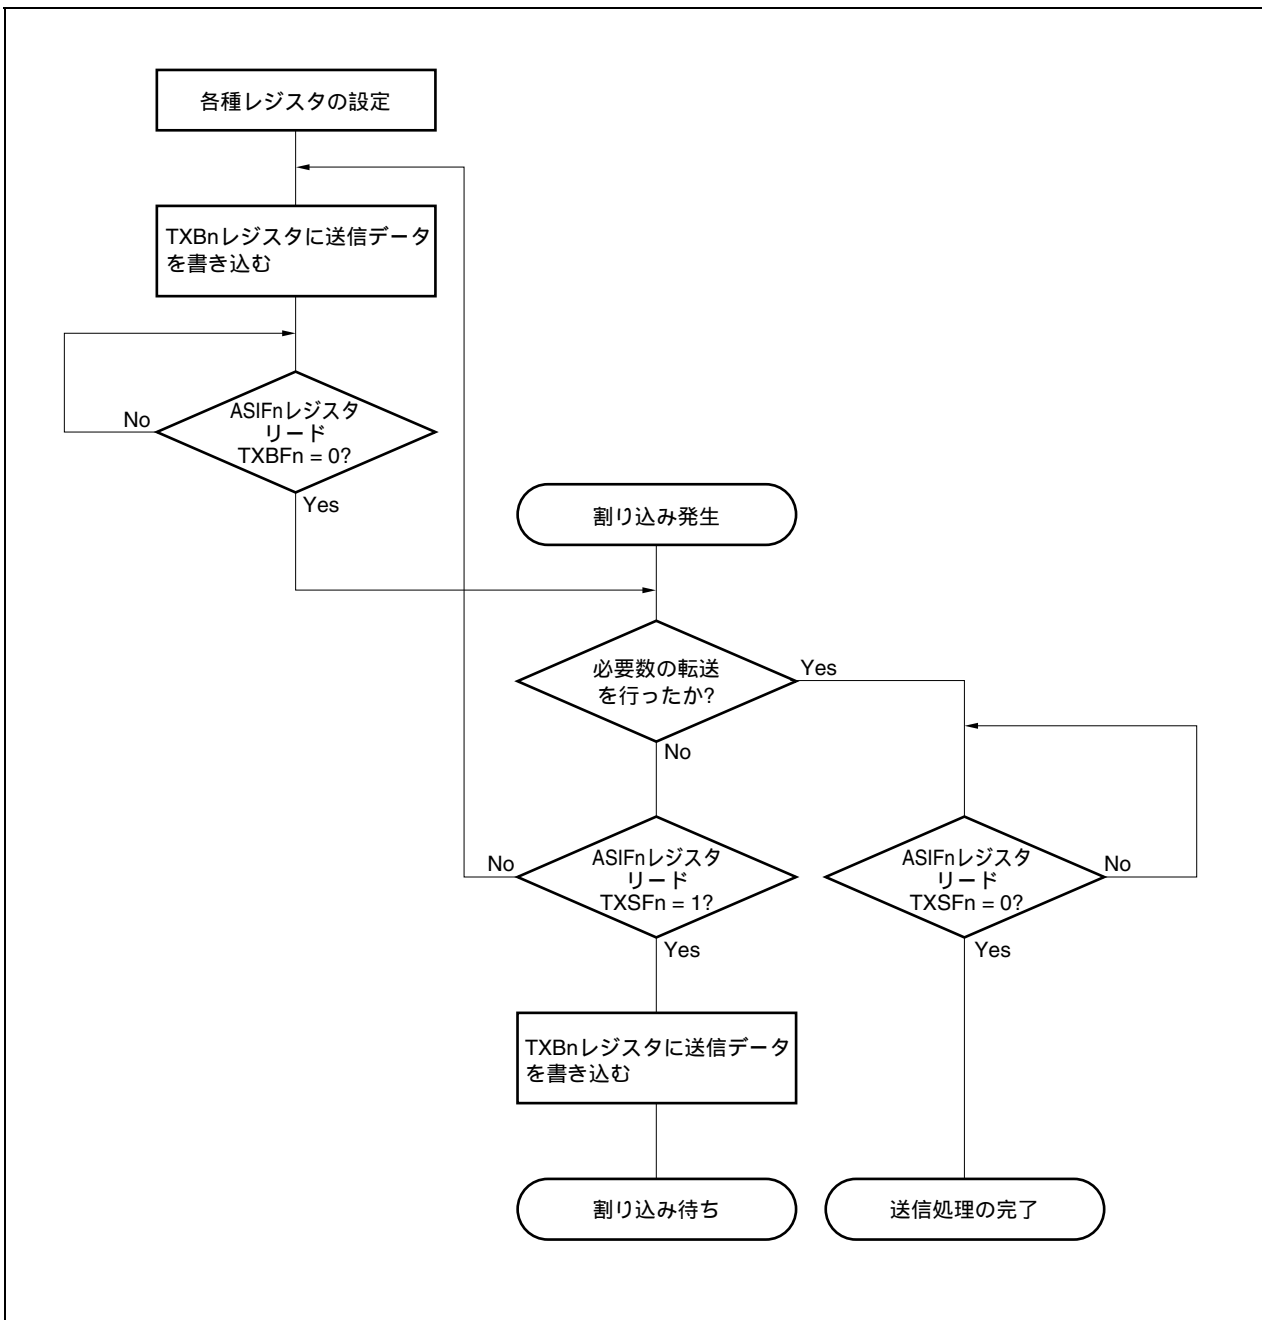 各種レジスタの設定
TXBnレジスタに送信データ
を書き込む
ASIFnレジスタ
リード
TXBFn = 0?
No
Yes
割り込み発生
必要数の転送
を行ったか?
Yes
No
ASIFnレジスタ
リード
TXSFn = 1?
No
Yes
ASIFnレジスタ
リード
TXSFn = 0?
No
Yes
TXBnレジスタに送信データ
を書き込む
割り込み待ち
送信処理の完了